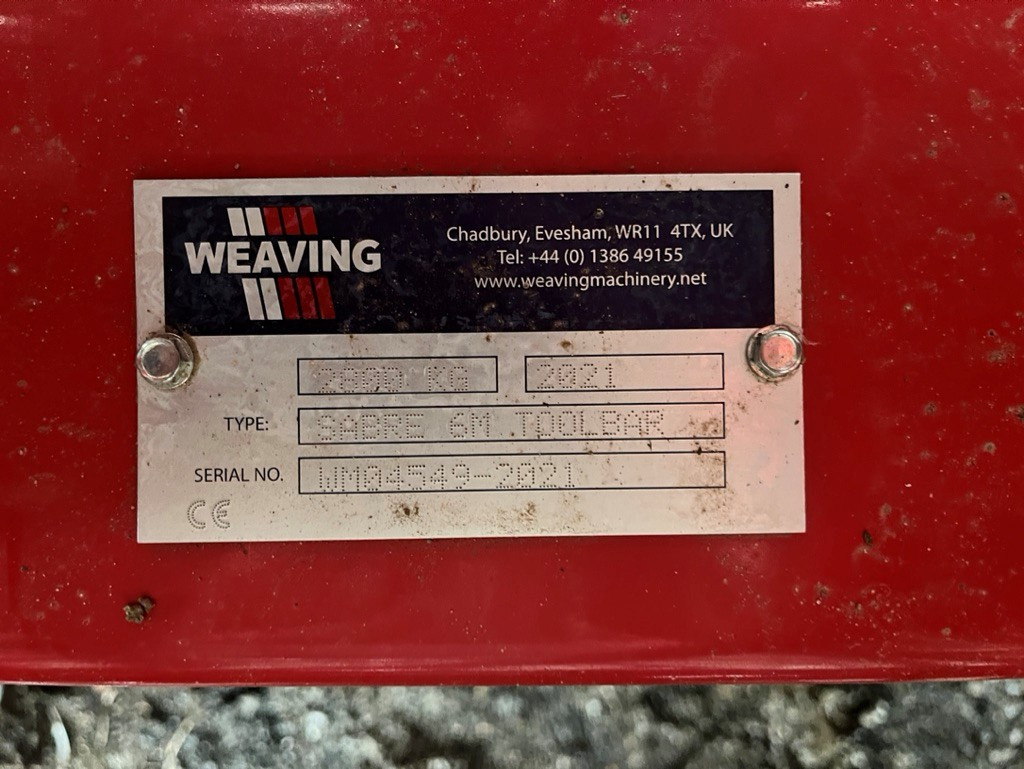 WEAVING
Chadbury, Evesham, WR11 4TX, UK
Tel: +44 (0) 1386 49155
www.weavingmachinery.net
2800 KG
2021
TYPE: SABRE 6M TOOLBAR
SERIAL NO. WM04549-2021
CE